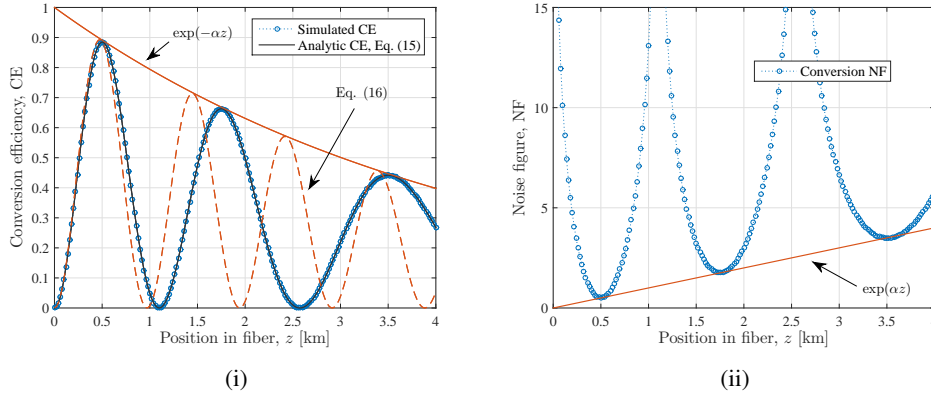 1
0.9
0.8
0.7
0.6
0.5
0.4
0.3
0.2
0.1
0
Conversion efficiency, CE
exp(−αz)
Simulated CE
Analytic CE, Eq. (15)
Eq. (16)
0 0.5 1 1.5 2 2.5 3 3.5 4
Position in fiber, z [km]
(i)
15
10
5
0
Noise figure, NF
Conversion NF
exp(αz)
0 0.5 1 1.5 2 2.5 3 3.5
Position in fiber, z [km]
(ii)